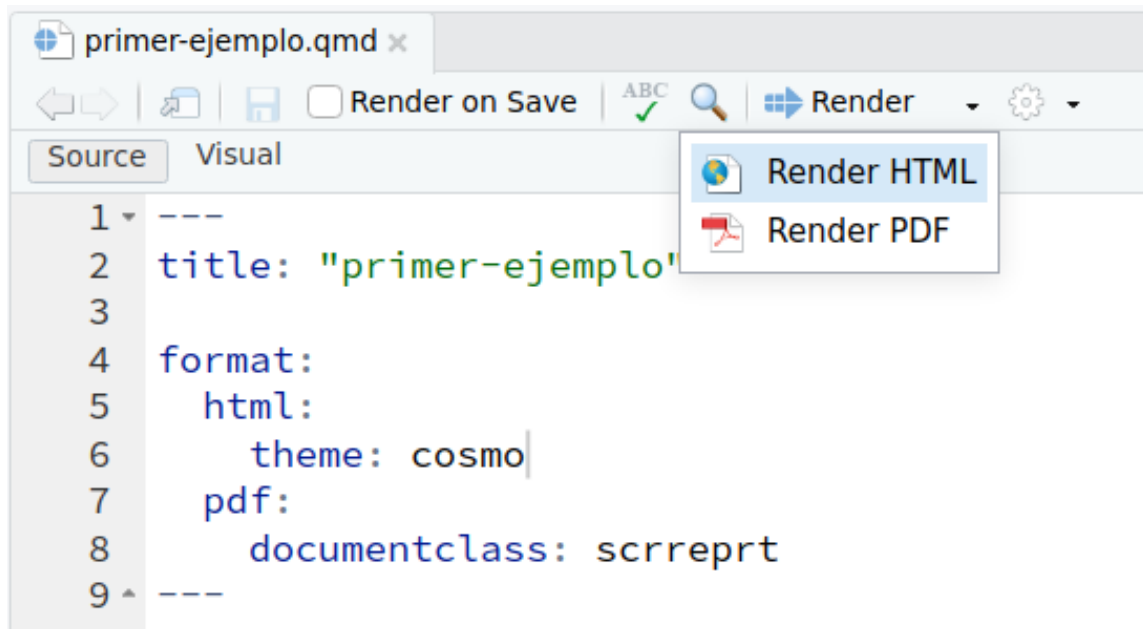 primer-ejemplo.qmd
Render on Save ABC Render
Source Visual
Render HTML
Render PDF
1 ---
2 title: "primer-ejemplo"
3
4 format:
5   html:
6     theme: cosmo
7   pdf:
8     documentclass: scrreprt
9 ---